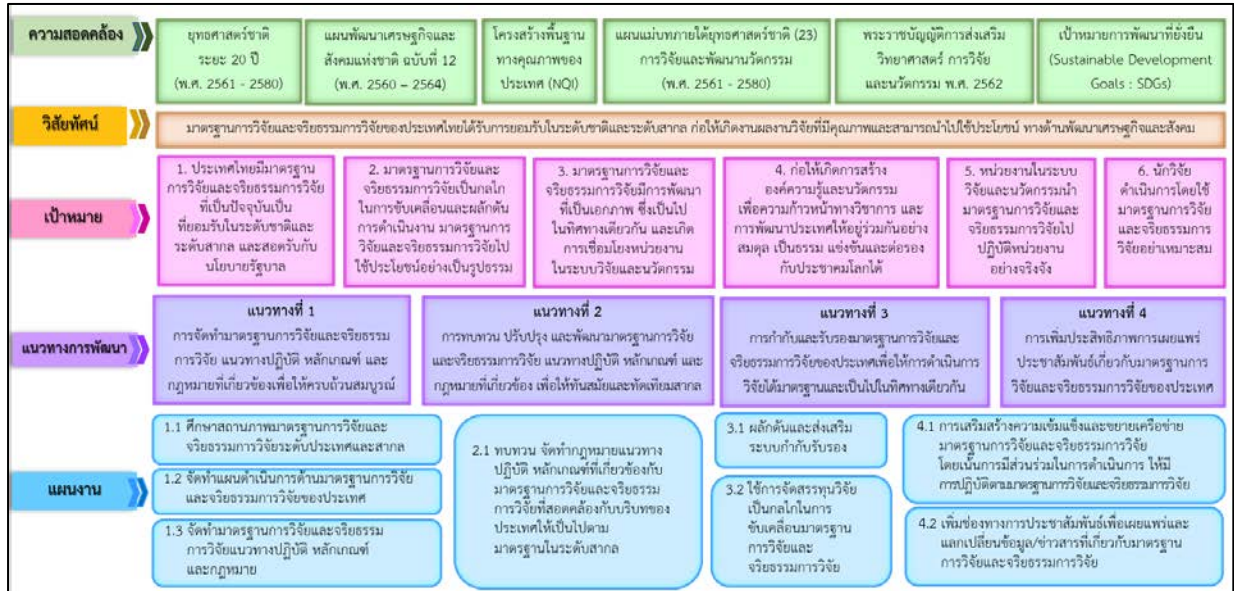 ความสอดคล้อง
ยุทธศาสตร์ชาติ
ระยะ 20 ปี
(พ.ศ. 2561 - 2580)
แผนพัฒนาเศรษฐกิจและ
สังคมแห่งชาติ ฉบับที่ 12
(พ.ศ. 2560 – 2564)
โครงสร้างพื้นฐาน
ทางคุณภาพของ
ประเทศ (NQI)
แผนแม่บทภายใต้ยุทธศาสตร์ชาติ (23)
การวิจัยและพัฒนานวัตกรรม
(พ.ศ. 2561 - 2580)
พระราชบัญญัติการส่งเสริม
วิทยาศาสตร์ การวิจัย
และนวัตกรรม พ.ศ. 2562
เป้าหมายการพัฒนาที่ยั่งยืน
(Sustainable Development
Goals : SDGs)
วิสัยทัศน์
มาตรฐานการวิจัยและจริยธรรมการวิจัยของประเทศไทยได้รับการยอมรับในระดับชาติและระดับสากล ก่อให้เกิดงานผลงานวิจัยที่มีคุณภาพและสามารถนำไปใช้ประโยชน์ ทางด้านพัฒนาเศรษฐกิจและสังคม
เป้าหมาย
1. ประเทศไทยมีมาตรฐาน
การวิจัยและจริยธรรมการวิจัย
ที่เป็นปัจจุบันเป็น
ที่ยอมรับในระดับชาติและ
ระดับสากล และสอดรับกับ
นโยบายรัฐบาล
2. มาตรฐานการวิจัยและ
จริยธรรมการวิจัยเป็นกลไก
ในการขับเคลื่อนและผลักดัน
การดำเนินงาน มาตรฐานการ
วิจัยและจริยธรรมการวิจัยไป
ใช้ประโยชน์อย่างเป็นรูปธรรม
3. มาตรฐานการวิจัยและ
จริยธรรมการวิจัยมีการพัฒนา
ที่เป็นเอกภาพ ซึ่งเป็นไป
ในทิศทางเดียวกัน และเกิด
การเชื่อมโยงหน่วยงาน
ในระบบวิจัยและนวัตกรรม
4. ก่อให้เกิดการสร้าง
องค์ความรู้และนวัตกรรม
เพื่อความก้าวหน้าทางวิชาการ และ
การพัฒนาประเทศให้อยู่ร่วมกันอย่าง
สมดุล เป็นธรรม แข่งขันและต่อรอง
กับประชาคมโลกได้
5. หน่วยงานในระบบ
วิจัยและนวัตกรรมนำ
มาตรฐานการวิจัยและ
จริยธรรมการวิจัยไป
ปฏิบัติหน่วยงาน
อย่างจริงจัง
6. นักวิจัย
ดำเนินการโดยใช้
มาตรฐานการวิจัย
และจริยธรรมการ
วิจัยอย่าเหมาะสม
แนวทางการพัฒนา
แนวทางที่ 1
การจัดทำมาตรฐานการวิจัยและจริยธรรม
การวิจัย แนวทางปฏิบัติ หลักเกณฑ์ และ
กฎหมายที่เกี่ยวข้องเพื่อให้ครบถ้วนสมบูรณ์
แนวทางที่ 2
การทบทวน ปรับปรุง และพัฒนามาตรฐานการวิจัย
และจริยธรรมการวิจัย แนวทางปฏิบัติ หลักเกณฑ์ และ
กฎหมายที่เกี่ยวข้อง เพื่อให้ทันสมัยและทัดเทียมสากล
แนวทางที่ 3
การกำกับและรับรองมาตรฐานการวิจัยและ
จริยธรรมการวิจัยของประเทศเพื่อให้การดำเนินการ
วิจัยได้มาตรฐานและเป็นไปในทิศทางเดียวกัน
แนวทางที่ 4
การเพิ่มประสิทธิภาพการเผยแพร่
ประชาสัมพันธ์เกี่ยวกับมาตรฐานการ
วิจัยและจริยธรรมการวิจัยของประเทศ
แผนงาน
1.1 ศึกษาสถานภาพมาตรฐานการวิจัยและ
จริยธรรมการวิจัยระดับประเทศและสากล
1.2 จัดทำแผนดำเนินการด้านมาตรฐานการวิจัย
และจริยธรรมการวิจัยของประเทศ
1.3 จัดทำมาตรฐานการวิจัยและจริยธรรม
การวิจัยแนวทางปฏิบัติ หลักเกณฑ์
และกฎหมาย
2.1 ทบทวน จัดทำกฎหมายแนวทาง
ปฏิบัติ หลักเกณฑ์ที่เกี่ยวข้องกับ
มาตรฐานการวิจัยและจริยธรรม
การวิจัยที่สอดคล้องกับบริบทของ
ประเทศให้เป็นไปตาม
มาตรฐานในระดับสากล
3.1 ผลักดันและส่งเสริม
ระบบกำกับรับรอง
3.2 ใช้การจัดสรรทุนวิจัย
เป็นกลไกในการ
ขับเคลื่อนมาตรฐาน
การวิจัยและ
จริยธรรมการวิจัย
4.1 การเสริมสร้างความเข้มแข็งและขยายเครือข่าย
มาตรฐานการวิจัยและจริยธรรมการวิจัย
โดยเน้นการมีส่วนร่วมในการดำเนินการ ให้มี
การปฏิบัติตามมาตรฐานการวิจัยและจริยธรรมการวิจัย
4.2 เพิ่มช่องทางการประชาสัมพันธ์เพื่อเผยแพร่และ
แลกเปลี่ยนข้อมูล/ข่าวสารที่เกี่ยวกับมาตรฐาน
การวิจัยและจริยธรรมการวิจัย